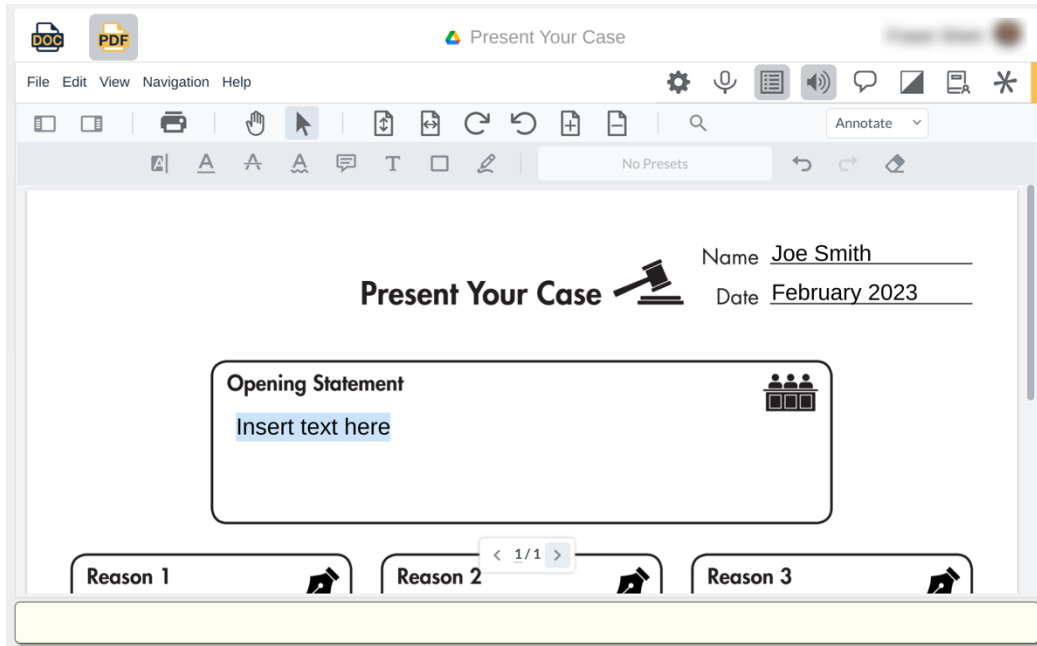 DOC PDF Present Your Case
File Edit View Navigation Help
Annotate
A A A A T No Presets
Name Joe Smith
Present Your Case Date February 2023
Opening Statement
Insert text here
1/1
Reason 1 Reason 2 Reason 3